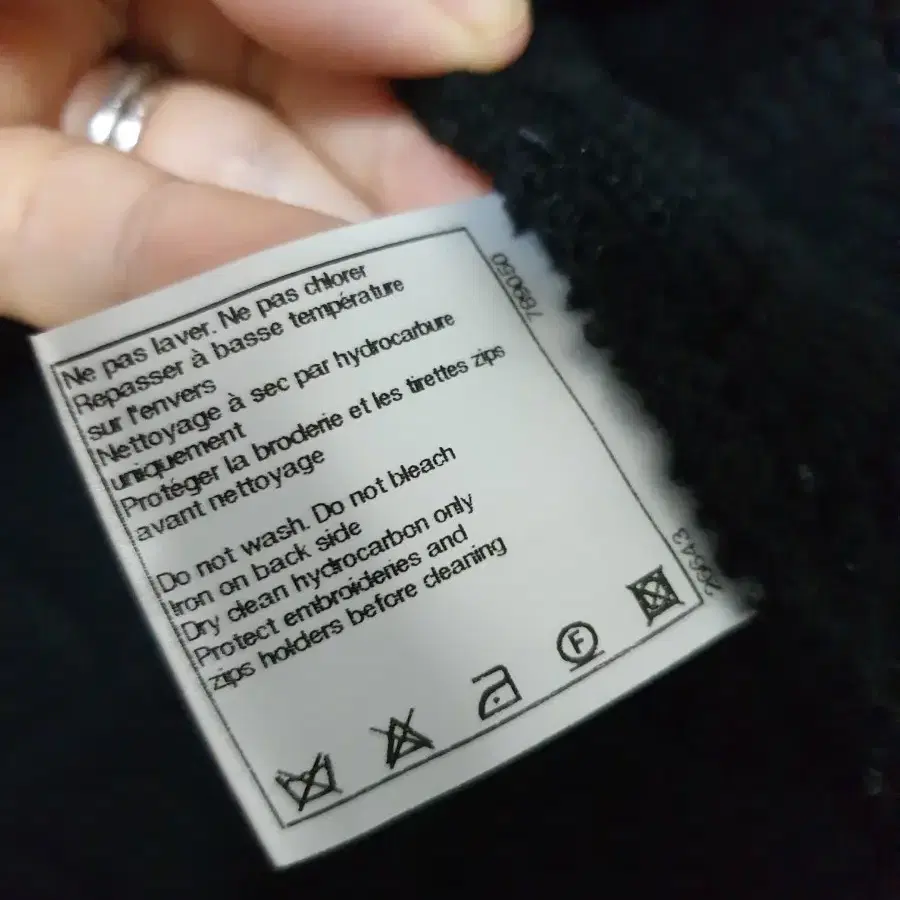 Ne pas laver. Ne pas chlorer
Repasser à basse température
sur l'envers
Nettoyage à sec par hydrocarbure
uniquement
Protéger la broderie et les tirettes zips
avant nettoyage
Do not wash. Do not bleach
Iron on back side
Dry clean hydrocarbon only
Protect embroideries and
zips holders before cleaning
F